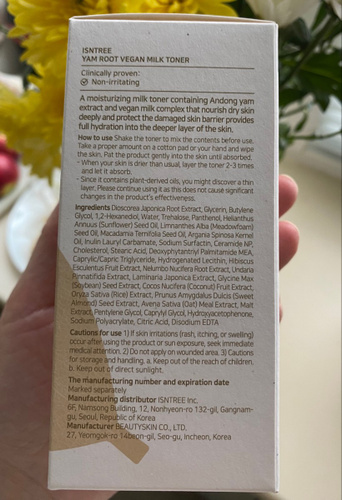 ISNTREE
YAM ROOT VEGAN MILK TONER
Clinically proven:
Non-irritating
A moisturizing milk toner containing Andong yam
extract and vegan milk complex that nourish dry skin
deeply and protect the damaged skin barrier provides
full hydration into the deeper layer of the skin.
How to use Shake the toner to mix the contents before use.
Take a proper amount on a cotton pad or your hand and wipe
the skin. Pat the product gently into the skin until absorbed.
- When your skin is drier than usual, layer the toner 2-3 times
and let it absorb.
- Since it contains plant-derived oils, you might discover a thin
layer. Please continue using it as this does not cause significant
changes in the product's effectiveness.
Ingredients Dioscorea Japonica Root Extract, Glycerin, Butylene
Glycol, 1,2-Hexanediol, Water, Trehalose, Panthenol, Helianthus
Annuus (Sunflower) Seed Oil, Limnanthes Alba (Meadowfoam)
Seed Oil, Macadamia Ternifolia Seed Oil, Argania Spinosa Kernel
Oil, Inulin Lauryl Carbamate, Sodium Surfactin, Ceramide NP,
Cholesterol, Stearic Acid, Deoxyphytantriyl Palmitamide MEA,
Caprylic/Capric Triglyceride, Hydrogenated Lecithin, Hibiscus
Esculentus Fruit Extract, Nelumbo Nucifera Root Extract, Undaria
Pinnatifida Extract, Laminaria Japonica Extract, Glycine Max
(Soybean) Seed Extract, Cocos Nucifera (Coconut) Fruit Extract,
Oryza Sativa (Rice) Extract, Prunus Amygdalus Dulcis (Sweet
Almond) Seed Extract, Avena Sativa (Oat) Meal Extract, Malt
Extract, Pentylene Glycol, Caprylyl Glycol, Hydroxyacetophenone,
Sodium Polyacrylate, Citric Acid, Disodium EDTA
Cautions for use 1) If skin irritations (rash, itching, or swelling)
occur after using the product or sun exposure, seek immediate
medical attention. 2) Do not apply on wounded area. 3) Cautions
for storage and handling. a. Keep out of the reach of children.
b. Keep out of direct sunlight.
The manufacturing number and expiration date
Marked separately
Manufacturing distributor ISNTREE Inc.
6F, Namsong Building, 12, Nonhyeon-ro 132-gil, Gangnam-
gu, Seoul, Republic of Korea
Manufacturer BEAUTYSKIN CO., LTD.
27, Yeongok-ro 14beon-gil, Seo-gu, Incheon, Korea